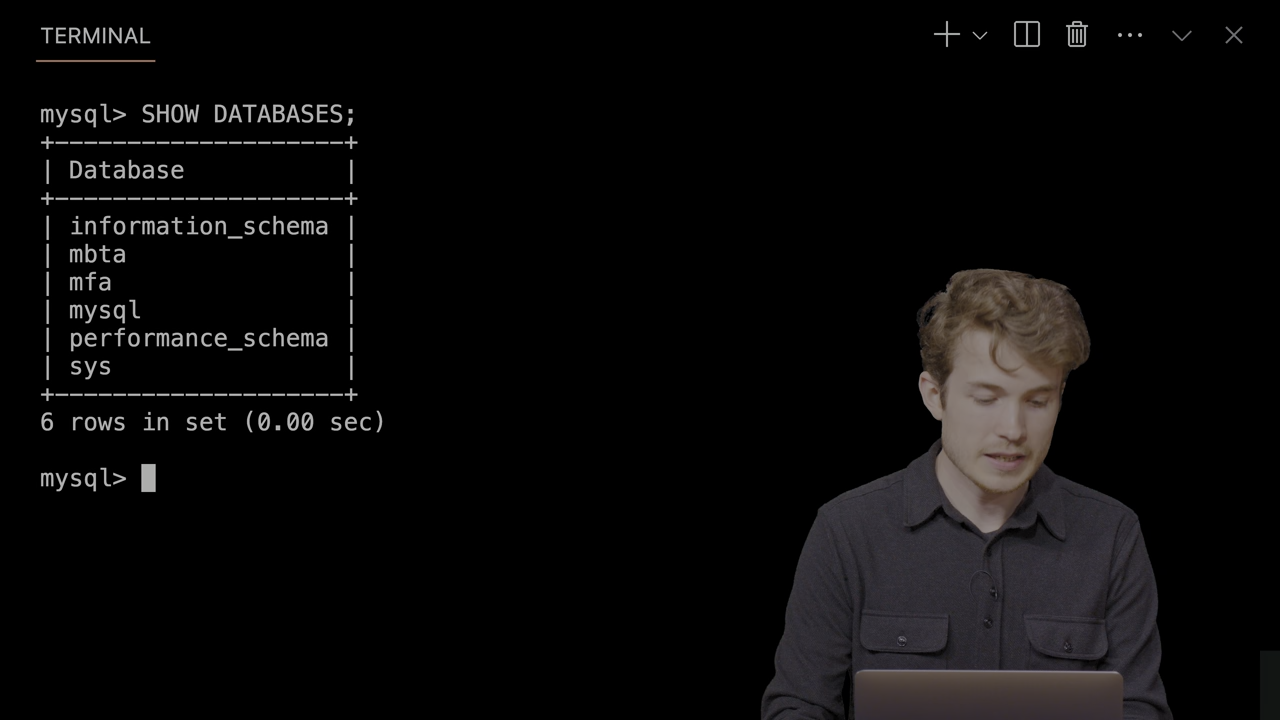 TERMINAL
mysql> SHOW DATABASES;
+--------------------+
| Database           |
+--------------------+
| information_schema |
| mbta               |
| mfa                |
| mysql              |
| performance_schema |
| sys                |
+--------------------+
6 rows in set (0.00 sec)
mysql>